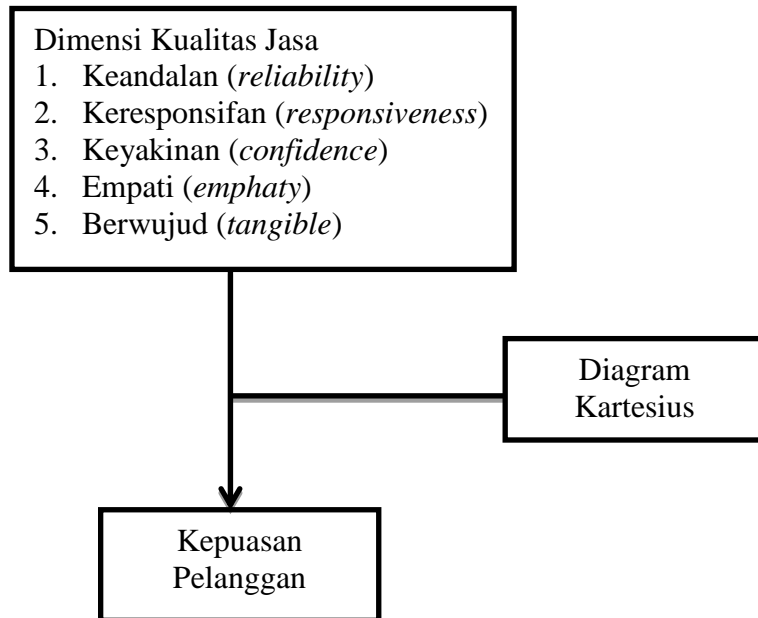 Dimensi Kualitas Jasa
1. Keandalan (reliability)
2. Keresponsifan (responsiveness)
3. Keyakinan (confidence)
4. Empati (emphaty)
5. Berwujud (tangible)
Diagram
Kartesius
Kepuasan
Pelanggan